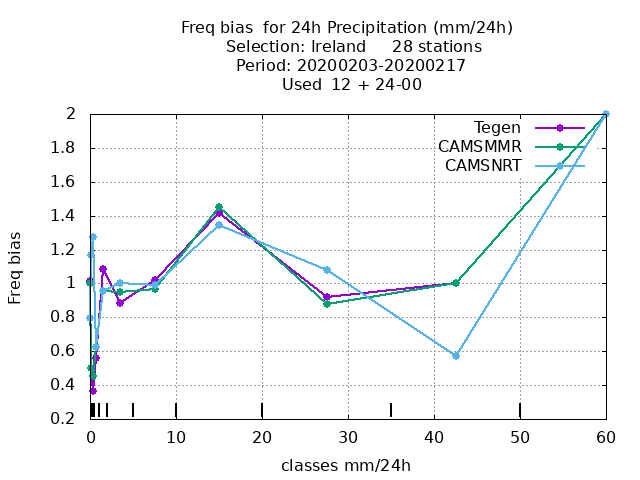 Freq bias  for 24h Precipitation (mm/24h)
Selection: Ireland     28 stations
Period: 20200203-20200217
Used  12 + 24-00
Tegen
CAMSMMR
CAMSNRT
Freq bias
2
1.8
1.6
1.4
1.2
1
0.8
0.6
0.4
0.2
0 10 20 30 40 50 60
classes mm/24h